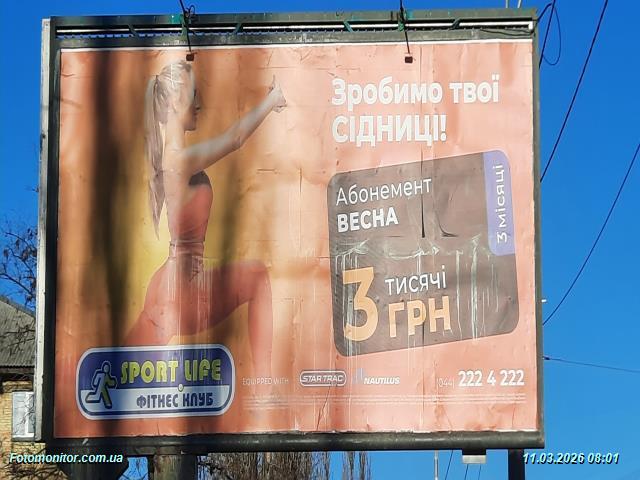 Зробимо твої
СІДНИЦІ!
Абонемент
ВЕСНА
3 місяці
3 тисячі
ГРН
SPORT LIFE
ФІТНЕС КЛУБ
EQUIPPED WITH
STAR TRAC
NAUTILUS
(044) 222 4 222
Fotomonitor.com.ua
11.03.2026 08:01